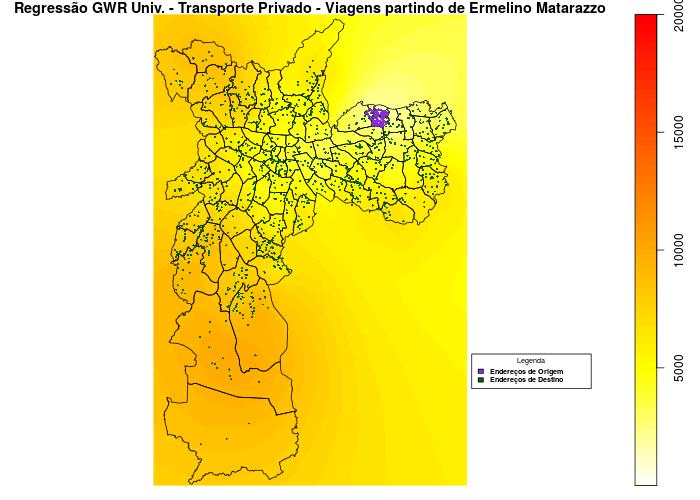 Regressão GWR Univ. - Transporte Privado - Viagens partindo de Ermelino Matarazzo
20000
15000
10000
5000
Legenda
Endereços de Origem
Endereços de Destino